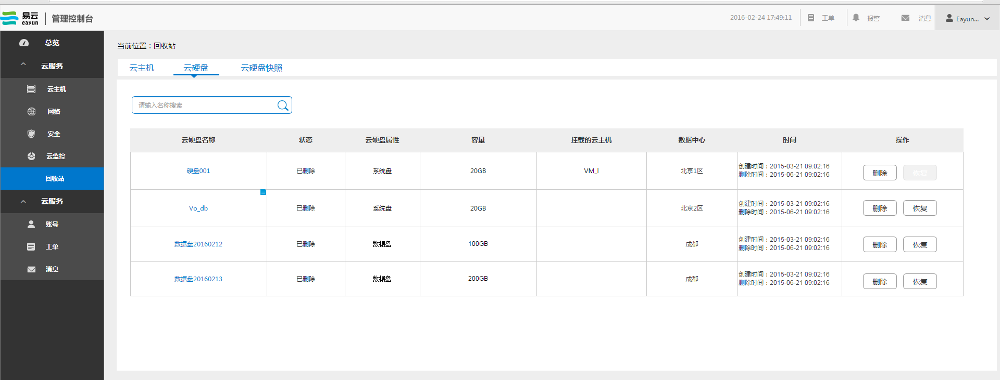 易云 eayun 管理控制台 2016-02-24 17:49:11 工单 报警 消息 Eayun...
总览
云服务
云主机
网络
安全
云监控
回收站
云服务
账号
工单
消息
当前位置：回收站
云主机 云硬盘 云硬盘快照
请输入名称搜索
云硬盘名称 状态 云硬盘属性 容量 挂载的云主机 数据中心 时间 操作
硬盘001 已删除 系统盘 20GB VM_l 北京1区 创建时间：2015-03-21 09:02:16 删除 恢复
删除时间：2015-06-21 09:02:16
Vo_db 已删除 系统盘 20GB 北京2区 创建时间：2015-03-21 09:02:16 删除 恢复
删除时间：2015-06-21 09:02:16
数据盘20160212 已删除 数据盘 100GB 成都 创建时间：2015-03-21 09:02:16 删除 恢复
删除时间：2015-06-21 09:02:16
数据盘20160213 已删除 数据盘 200GB 成都 创建时间：2015-03-21 09:02:16 删除 恢复
删除时间：2015-06-21 09:02:16